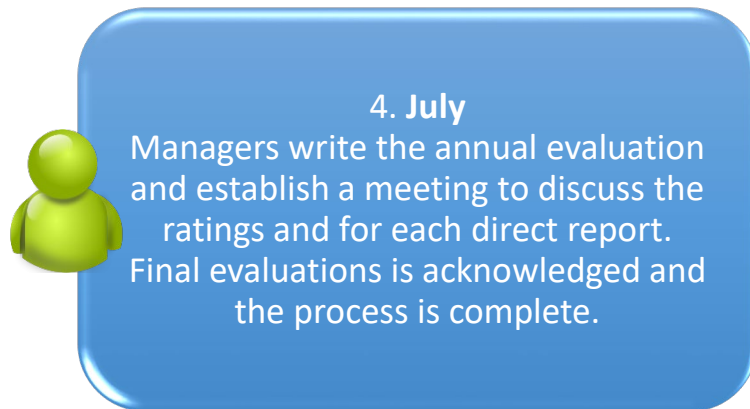 4. July
Managers write the annual evaluation
and establish a meeting to discuss the
ratings and for each direct report.
Final evaluations is acknowledged and
the process is complete.